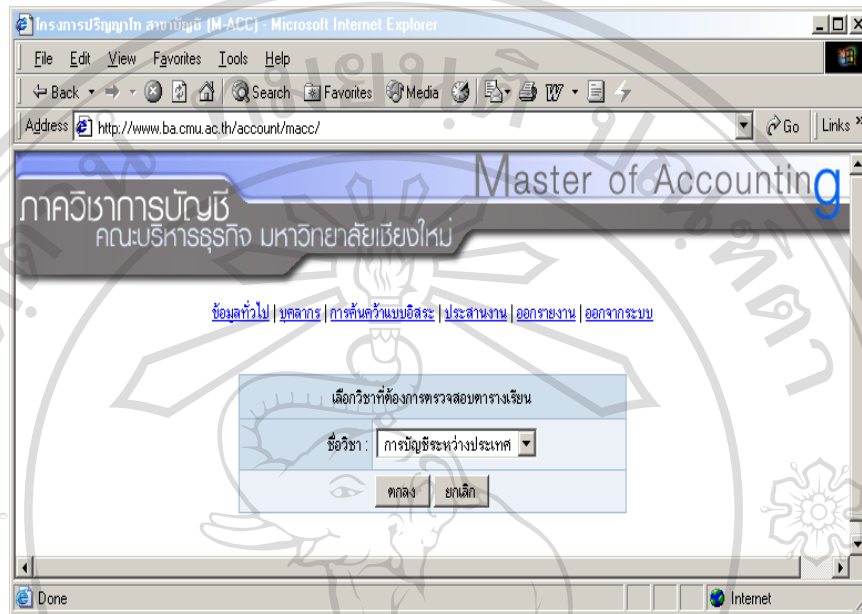 โครงการปริญญาโท สาขาบัญชี (M-ACC) - Microsoft Internet Explorer
File Edit View Favorites Tools Help
Back Search Favorites Media
Address http://www.ba.cmu.ac.th/account/macc/ Go Links »
Master of Accounting
ภาควิชาการบัญชี
คณะบริหารธุรกิจ มหาวิทยาลัยเชียงใหม่
ข้อมูลทั่วไป | บุคลากร | การค้นคว้าแบบอิสระ | ประสานงาน | ออกรายงาน | ออกจากระบบ
เลือกวิชาที่ต้องการตรวจสอบตารางเรียน
ชื่อวิชา : การบัญชีระหว่างประเทศ
ตกลง ยกเลิก
Done Internet